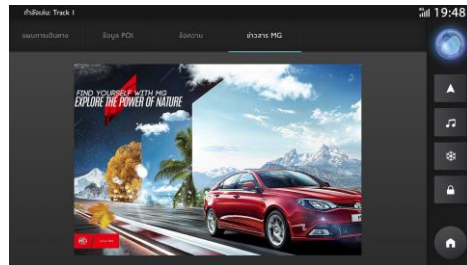 กำลังเล่น: Track 1
19:48
แผนการเดินทาง
ข้อมูล POI
ข้อความ
ข่าวสาร MG
FIND YOURSELF WITH MG
EXPLORE THE POWER OF NATURE